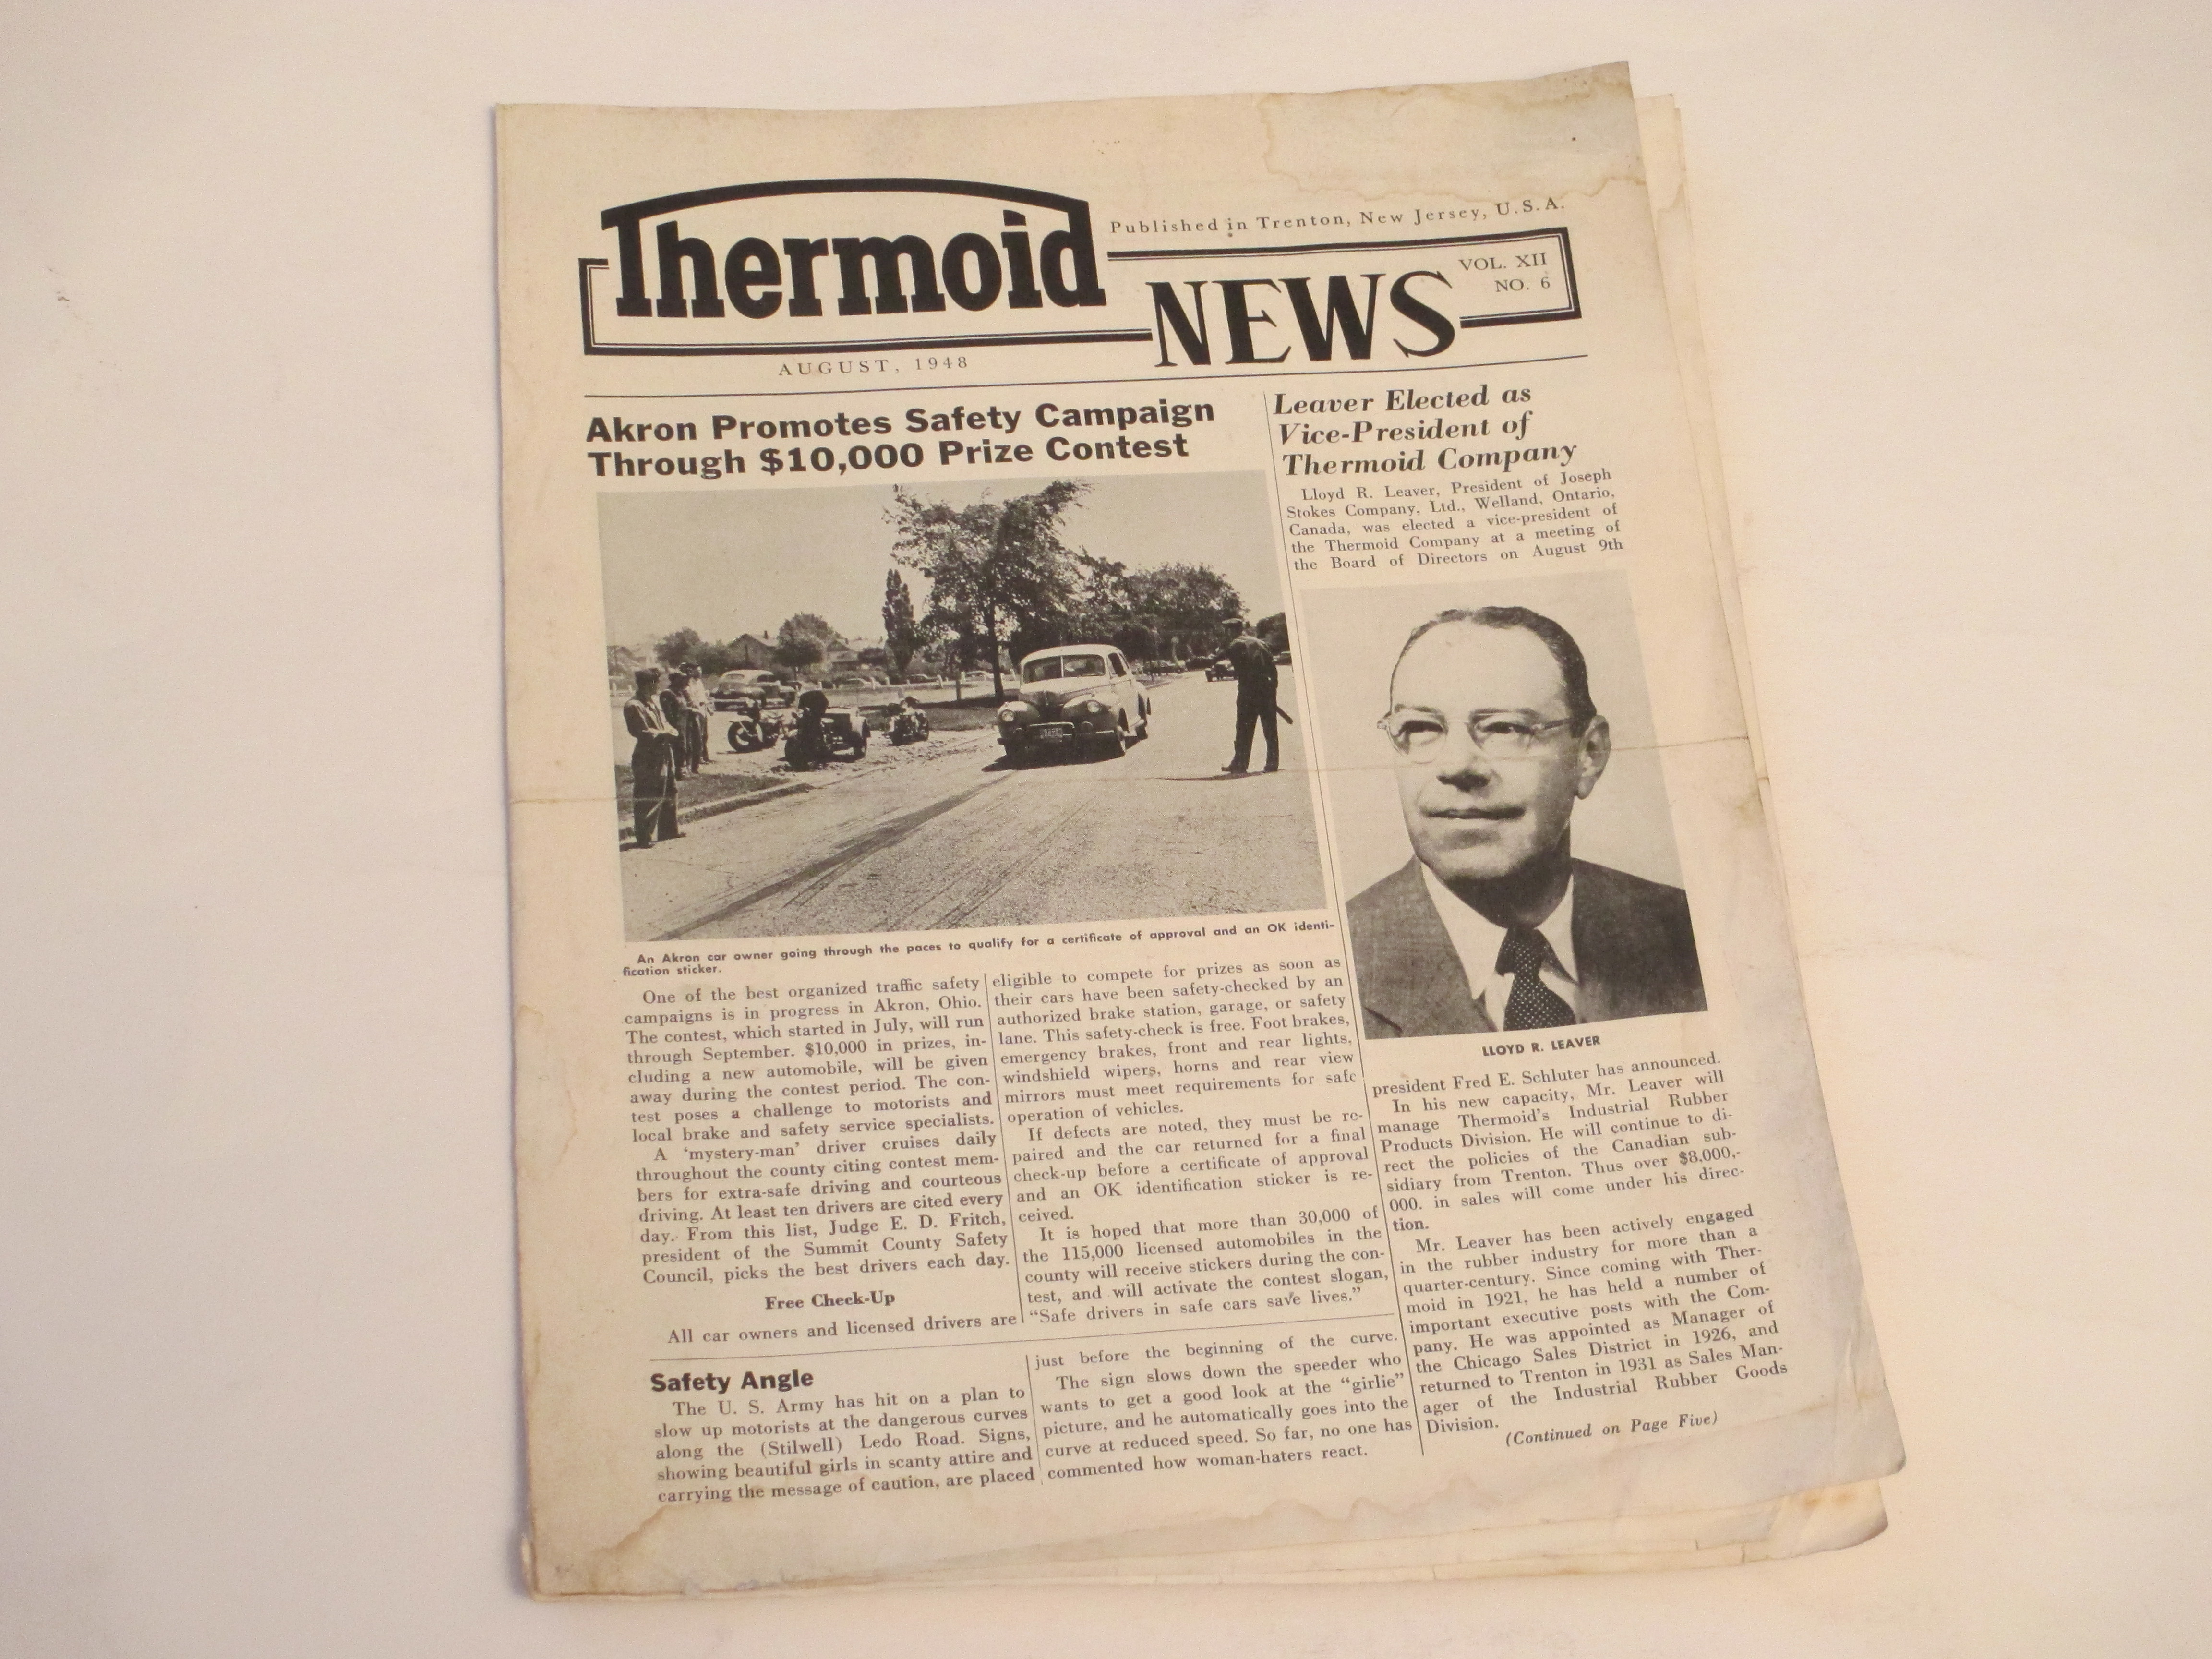 Thermoid
Published in Trenton, New Jersey, U.S.A.
NEWS
VOL. XII
NO. 6
AUGUST, 1948
Akron Promotes Safety Campaign
Through $10,000 Prize Contest
An Akron car owner going through the paces to qualify for a certificate of approval and an OK identi-
fication sticker.
One of the best organized traffic safety
campaigns is in progress in Akron, Ohio.
The contest, which started in July, will run
through September. $10,000 in prizes, in-
cluding a new automobile, will be given
away during the contest period. The con-
test poses a challenge to motorists and
local brake and safety service specialists.
A ‘mystery-man’ driver cruises daily
throughout the county citing contest mem-
bers for extra-safe driving and courteous
driving. At least ten drivers are cited every
day. From this list, Judge E. D. Fritch,
president of the Summit County Safety
Council, picks the best drivers each day.
Free Check-Up
All car owners and licensed drivers are
eligible to compete for prizes as soon as
their cars have been safety-checked by an
authorized brake station, garage, or safety
lane. This safety-check is free. Foot brakes,
emergency brakes, front and rear lights,
windshield wipers, horns and rear view
mirrors must meet requirements for safe
operation of vehicles.
If defects are noted, they must be re-
paired and the car returned for a final
check-up before a certificate of approval
and an OK identification sticker is re-
ceived.
It is hoped that more than 30,000 of
the 115,000 licensed automobiles in the
county will receive stickers during the con-
test, and will activate the contest slogan,
“Safe drivers in safe cars save lives.”
Leaver Elected as
Vice-President of
Thermoid Company
Lloyd R. Leaver, President of Joseph
Stokes Company, Ltd., Welland, Ontario,
Canada, was elected a vice-president of
the Thermoid Company at a meeting of
the Board of Directors on August 9th
LLOYD R. LEAVER
president Fred E. Schluter has announced.
In his new capacity, Mr. Leaver will
manage Thermoid's Industrial Rubber
Products Division. He will continue to di-
rect the policies of the Canadian sub-
sidiary from Trenton. Thus over $8,000,-
000. in sales will come under his direc-
tion.
Mr. Leaver has been actively engaged
in the rubber industry for more than a
quarter-century. Since coming with Ther-
moid in 1921, he has held a number of
important executive posts with the Com-
pany. He was appointed as Manager of
the Chicago Sales District in 1926, and
returned to Trenton in 1931 as Sales Man-
ager of the Industrial Rubber Goods
Division.
(Continued on Page Five)
Safety Angle
The U. S. Army has hit on a plan to
slow up motorists at the dangerous curves
along the (Stilwell) Ledo Road. Signs,
showing beautiful girls in scanty attire and
carrying the message of caution, are placed
just before the beginning of the curve.
The sign slows down the speeder who
wants to get a good look at the “girlie”
picture, and he automatically goes into the
curve at reduced speed. So far, no one has
commented how woman-haters react.